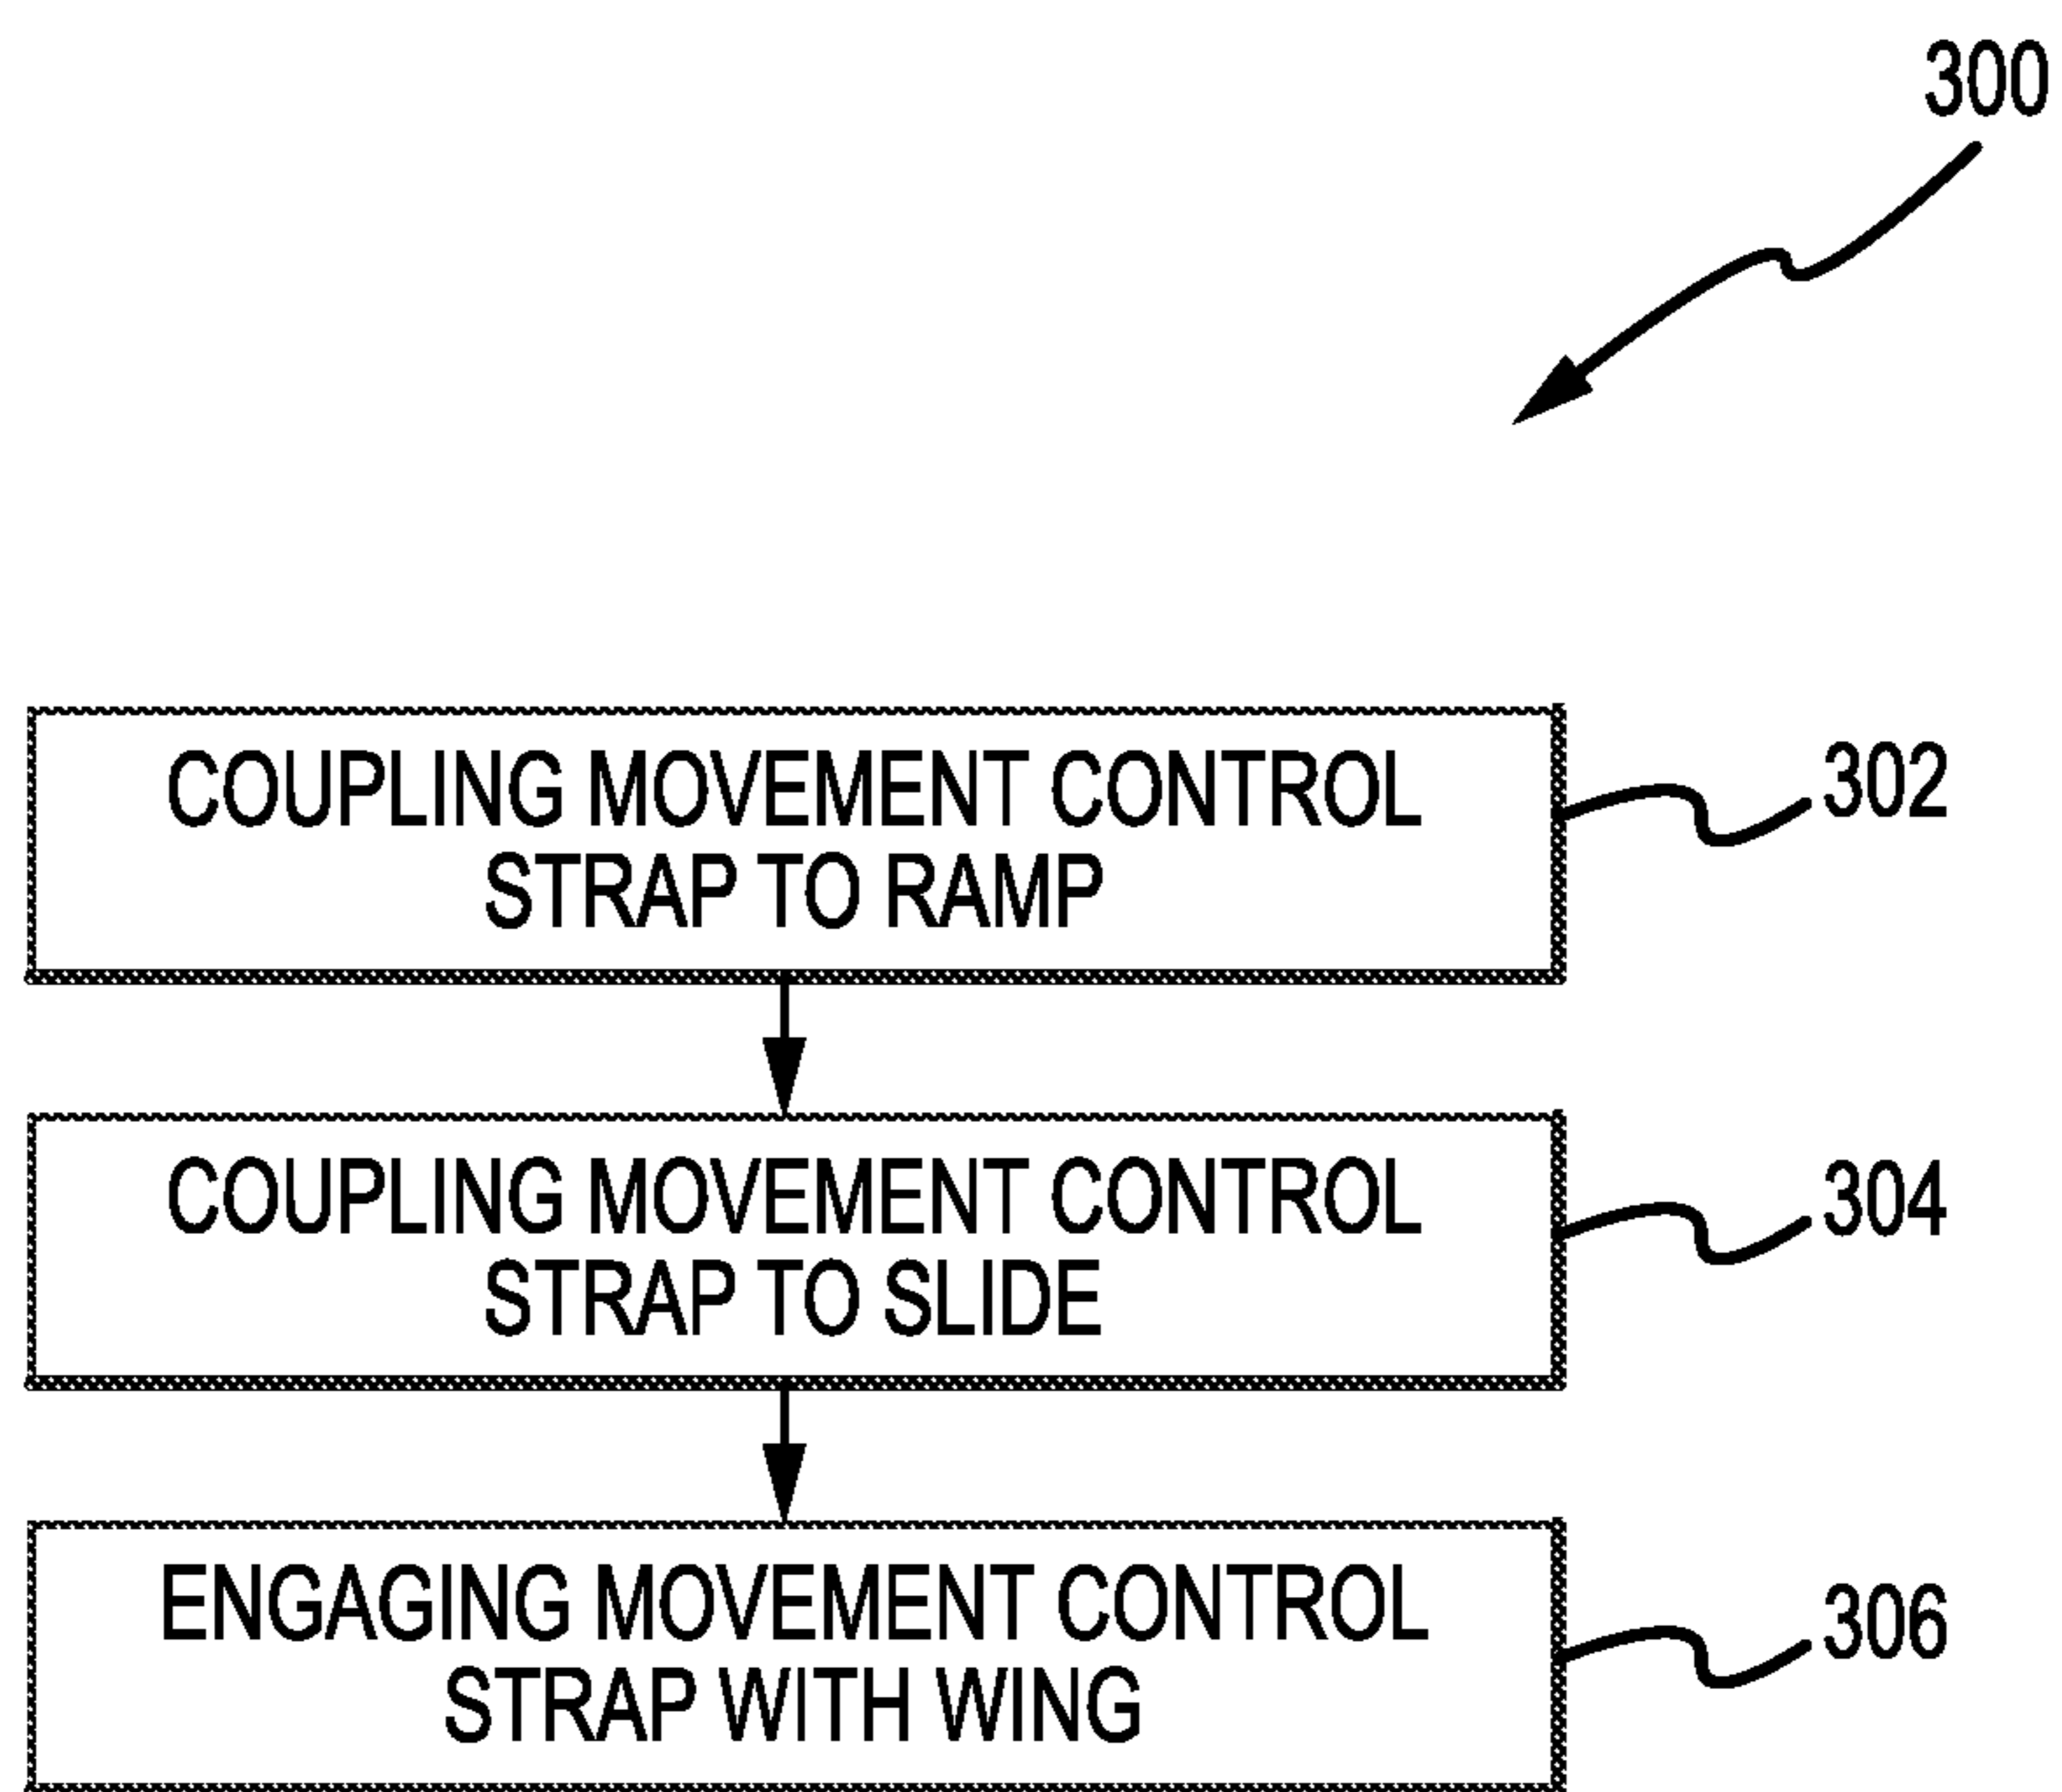 300
COUPLING MOVEMENT CONTROL
STRAP TO RAMP
302
COUPLING MOVEMENT CONTROL
STRAP TO SLIDE
304
ENGAGING MOVEMENT CONTROL
STRAP WITH WING
306